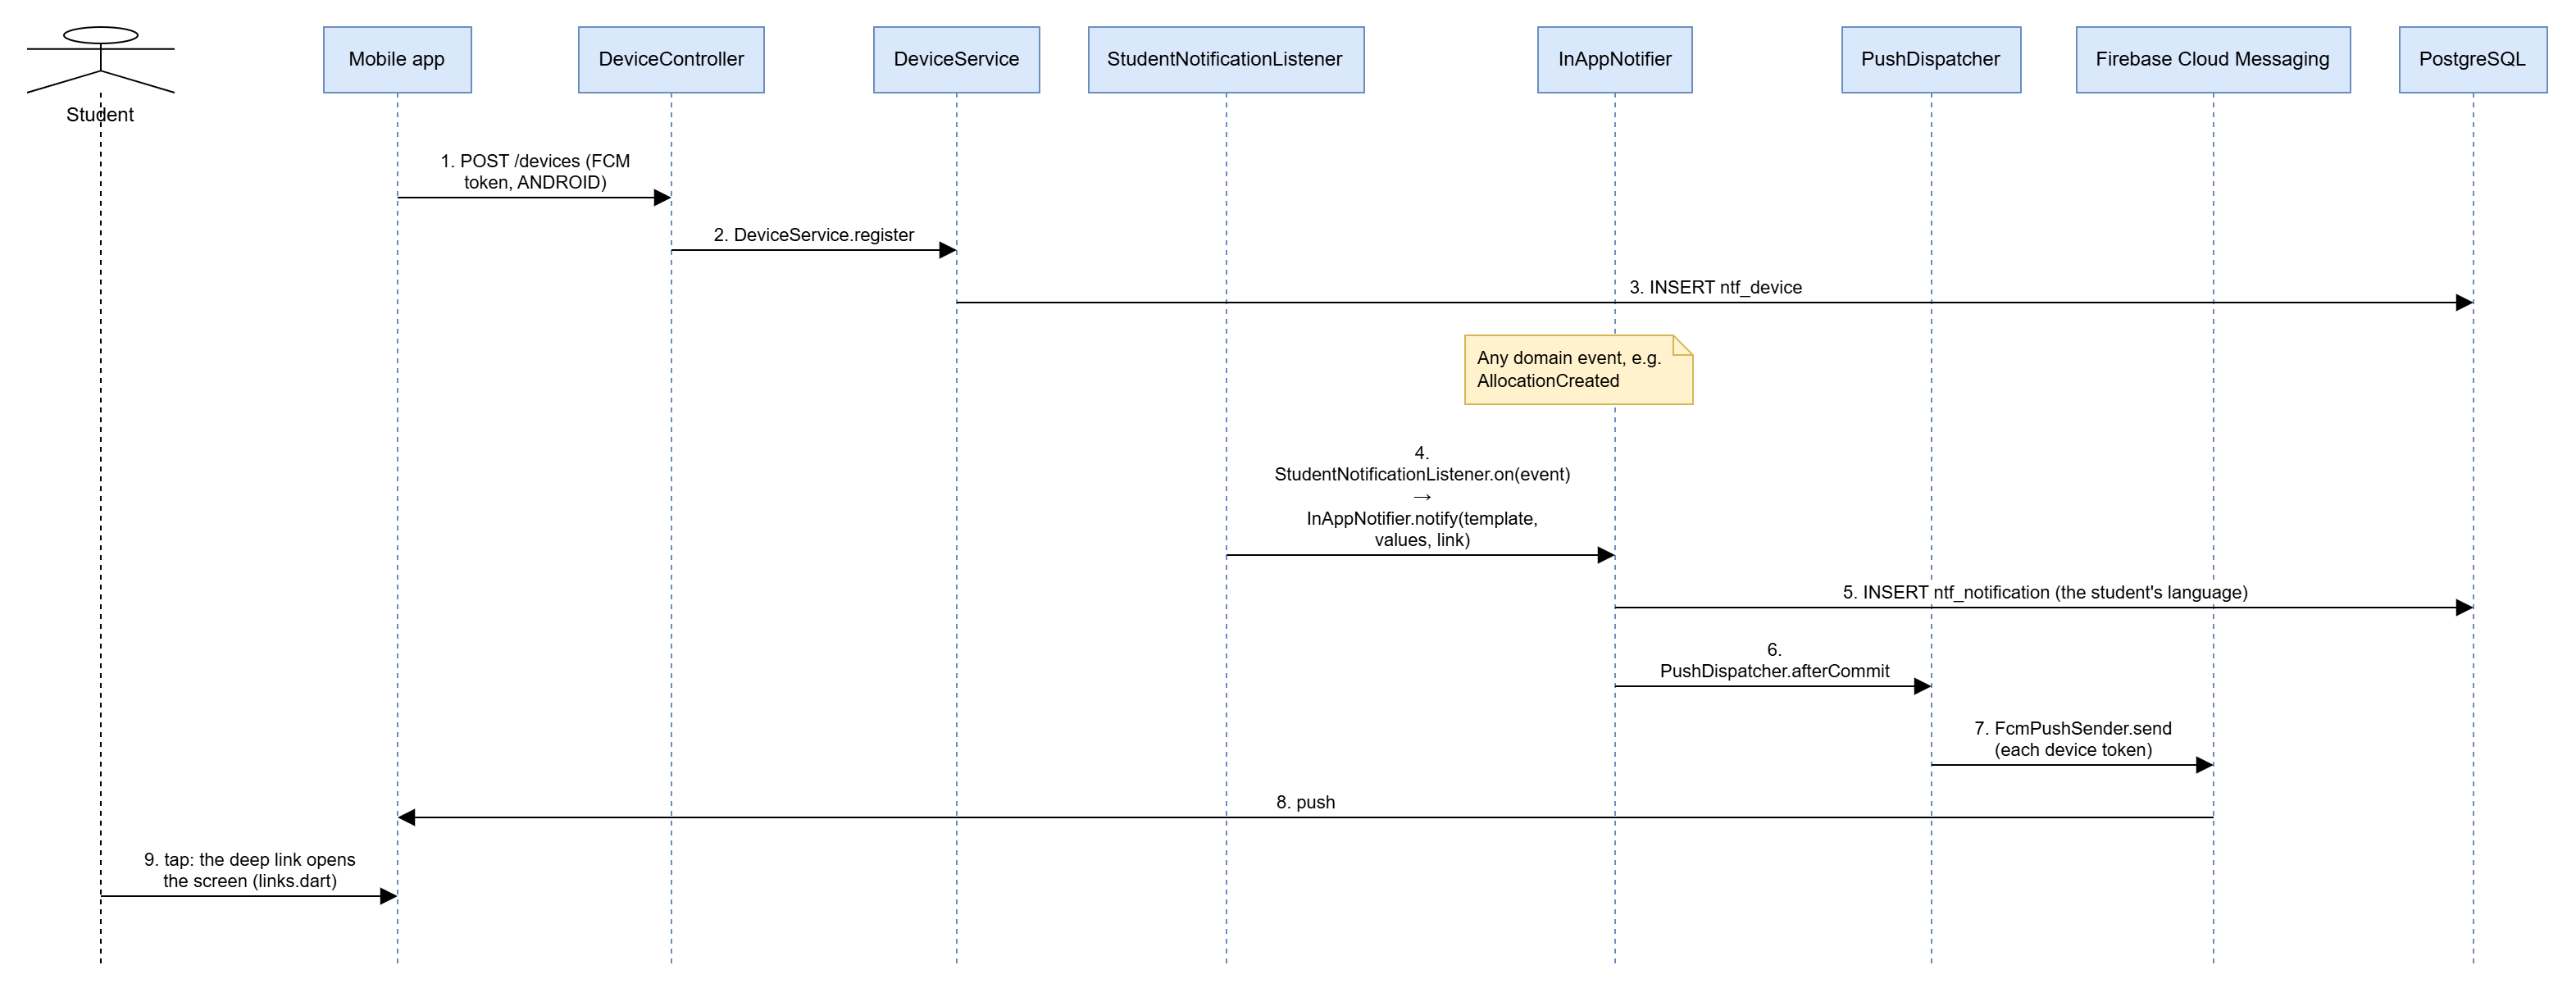 Mobile app
DeviceController
DeviceService
StudentNotificationListener
InAppNotifier
PushDispatcher
Firebase Cloud Messaging
PostgreSQL
Student
1. POST /devices (FCM
token, ANDROID)
2. DeviceService.register
3. INSERT ntf_device
Any domain event, e.g.
AllocationCreated
4.
StudentNotificationListener.on(event)
→
InAppNotifier.notify(template,
values, link)
5. INSERT ntf_notification (the student's language)
6.
PushDispatcher.afterCommit
7. FcmPushSender.send
(each device token)
8. push
9. tap: the deep link opens
the screen (links.dart)